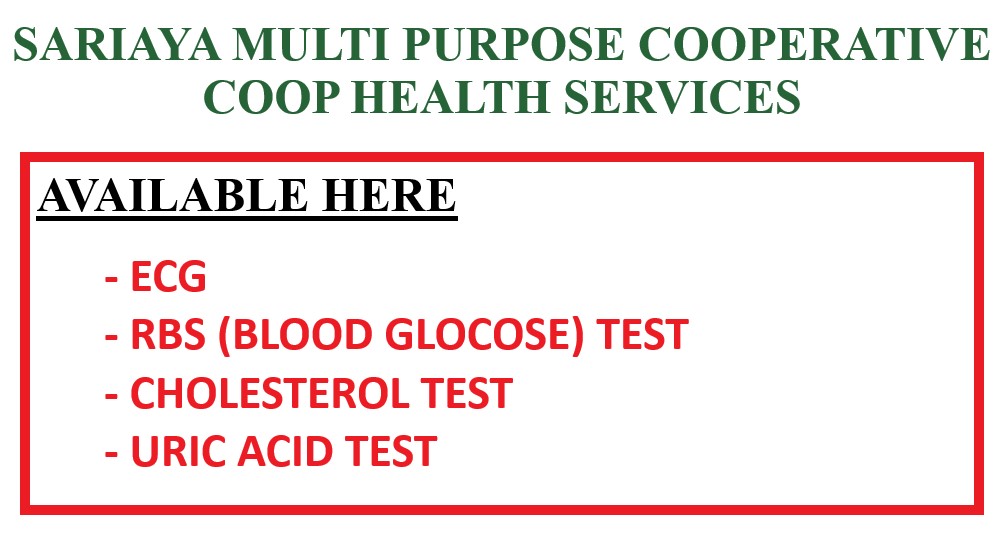 SARIAYA MULTI PURPOSE COOPERATIVE
COOP HEALTH SERVICES
AVAILABLE HERE
- ECG
- RBS (BLOOD GLOCOSE) TEST
- CHOLESTEROL TEST
- URIC ACID TEST